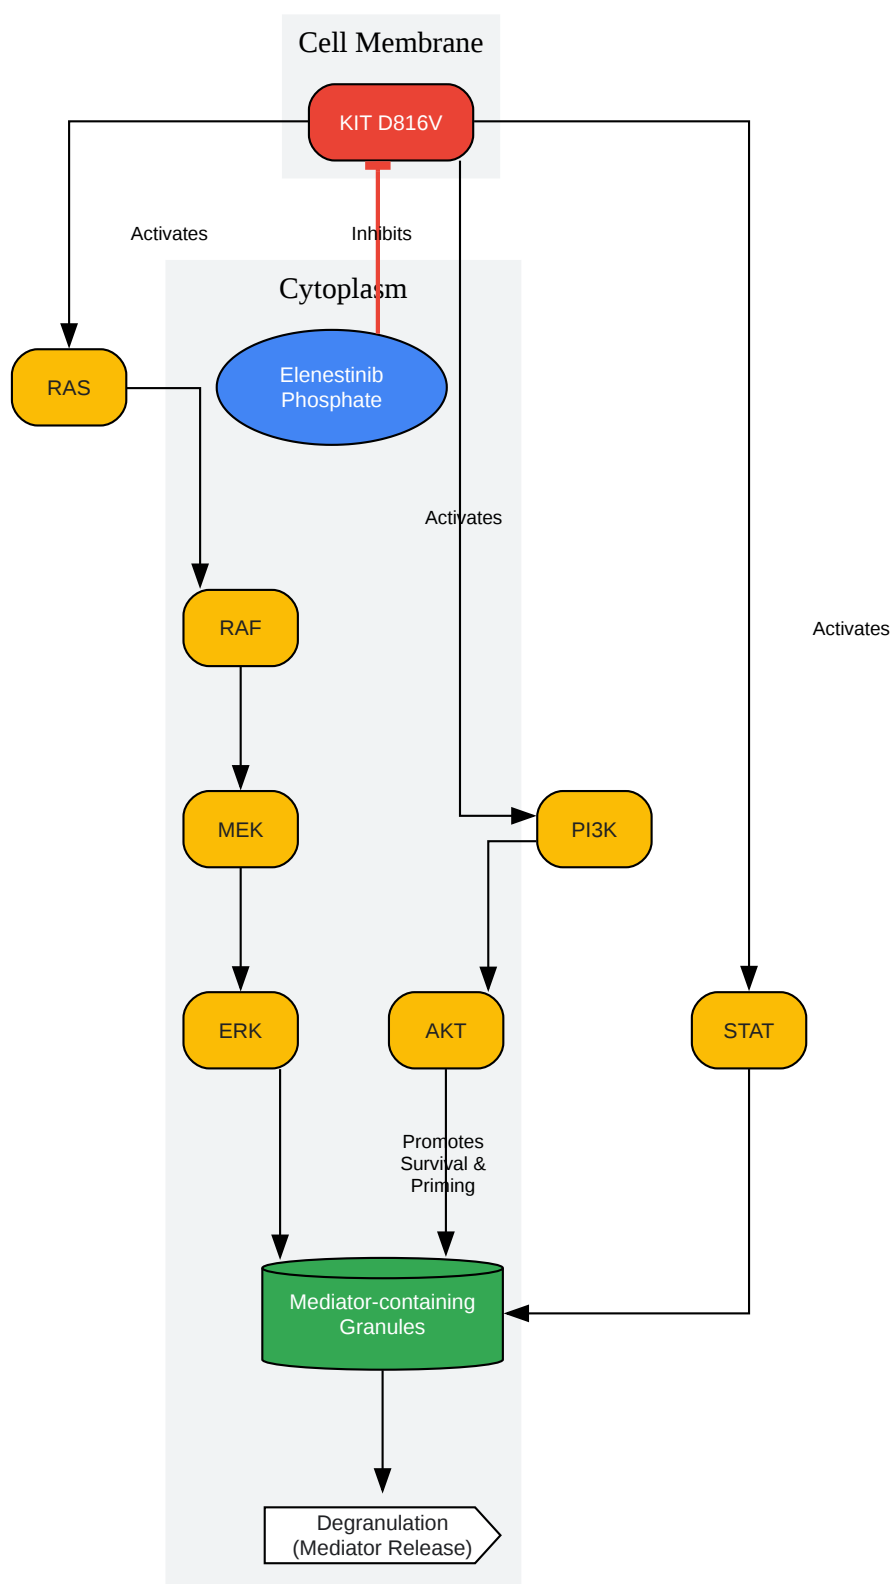 Cell Membrane
KIT D816V
Activates
Inhibits
Cytoplasm
Elenestinib
Phosphate
RAS
Activates
RAF
Activates
MEK
PI3K
ERK
AKT
STAT
Promotes
Survival &
Priming
Mediator-containing
Granules
Degranulation
(Mediator Release)